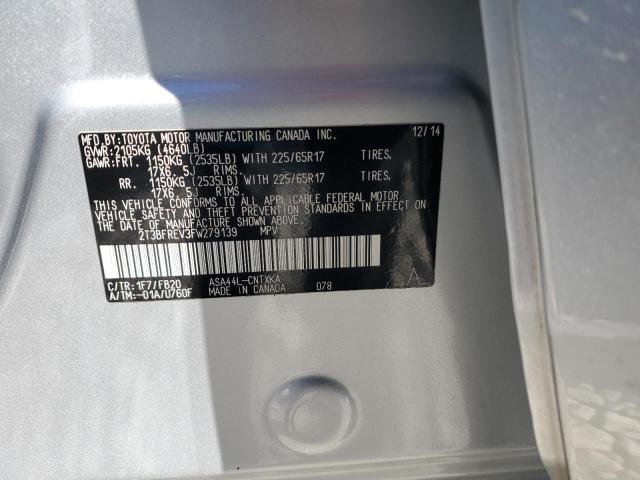 MFD.BY:TOYOTA MOTOR MANUFACTURING CANADA INC. 12/14
GVWR:2105KG (4640LB)
GAWR:FRT. 1150KG (2535LB) WITH 225/65R17 TIRES.
17X6.5J RIMS.
RR. 1150KG (2535LB) WITH 225/65R17 TIRES.
17X6.5J RIMS.
THIS VEHICLE CONFORMS TO ALL APPLICABLE FEDERAL MOTOR
VEHICLE SAFETY AND THEFT PREVENTION STANDARDS IN EFFECT ON
THE DATE OF MANUFACTURE SHOWN ABOVE.
2T3BFREV3FW279139 MPV
C/TR:1F7/FB20 ASA44L-CNTXKA
A/TM:-01A/U760F MADE IN CANADA 078 A